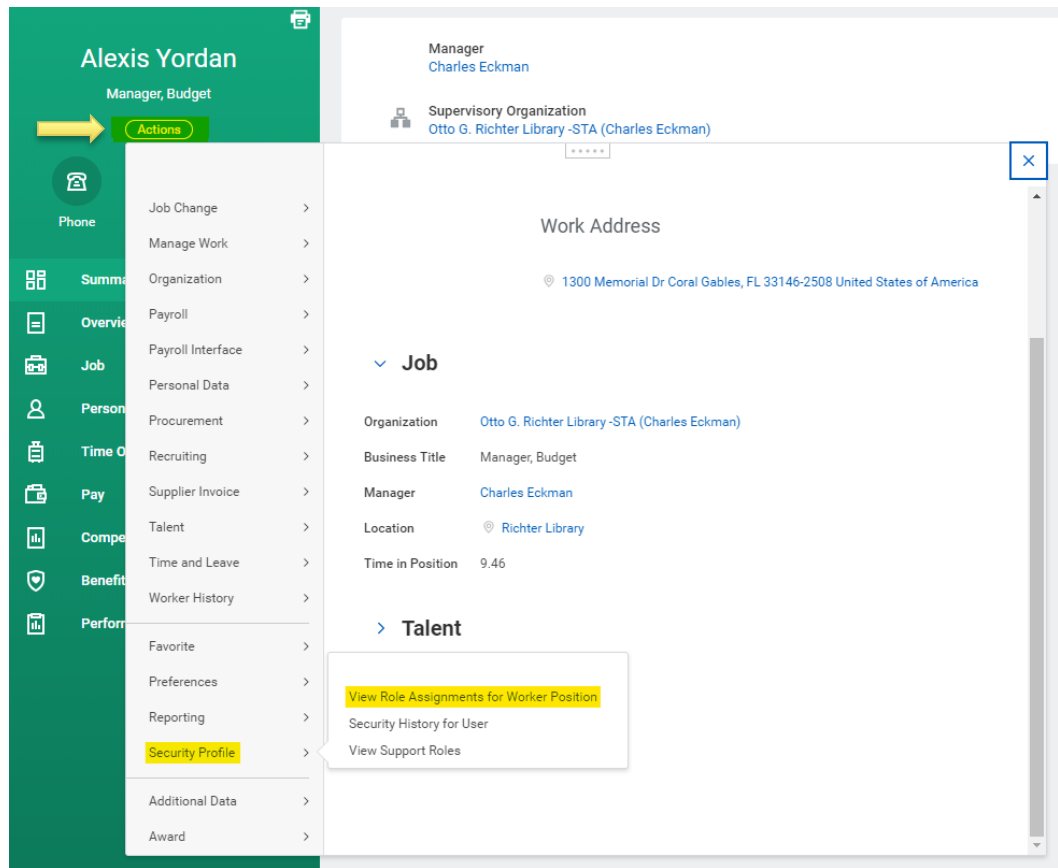 Alexis Yordan
Manager, Budget
Actions
Phone
Summa
Overvie
Job
Person
Time O
Pay
Compe
Benefit
Perforr
Manager
Charles Eckman
Supervisory Organization
Otto G. Richter Library -STA (Charles Eckman)
Job Change
Manage Work
Organization
Payroll
Payroll Interface
Personal Data
Procurement
Recruiting
Supplier Invoice
Talent
Time and Leave
Worker History
Favorite
Preferences
Reporting
Security Profile
Additional Data
Award
Work Address
1300 Memorial Dr Coral Gables, FL 33146-2508 United States of America
Job
Organization Otto G. Richter Library -STA (Charles Eckman)
Business Title Manager, Budget
Manager Charles Eckman
Location Richter Library
Time in Position 9.46
Talent
View Role Assignments for Worker Position
Security History for User
View Support Roles